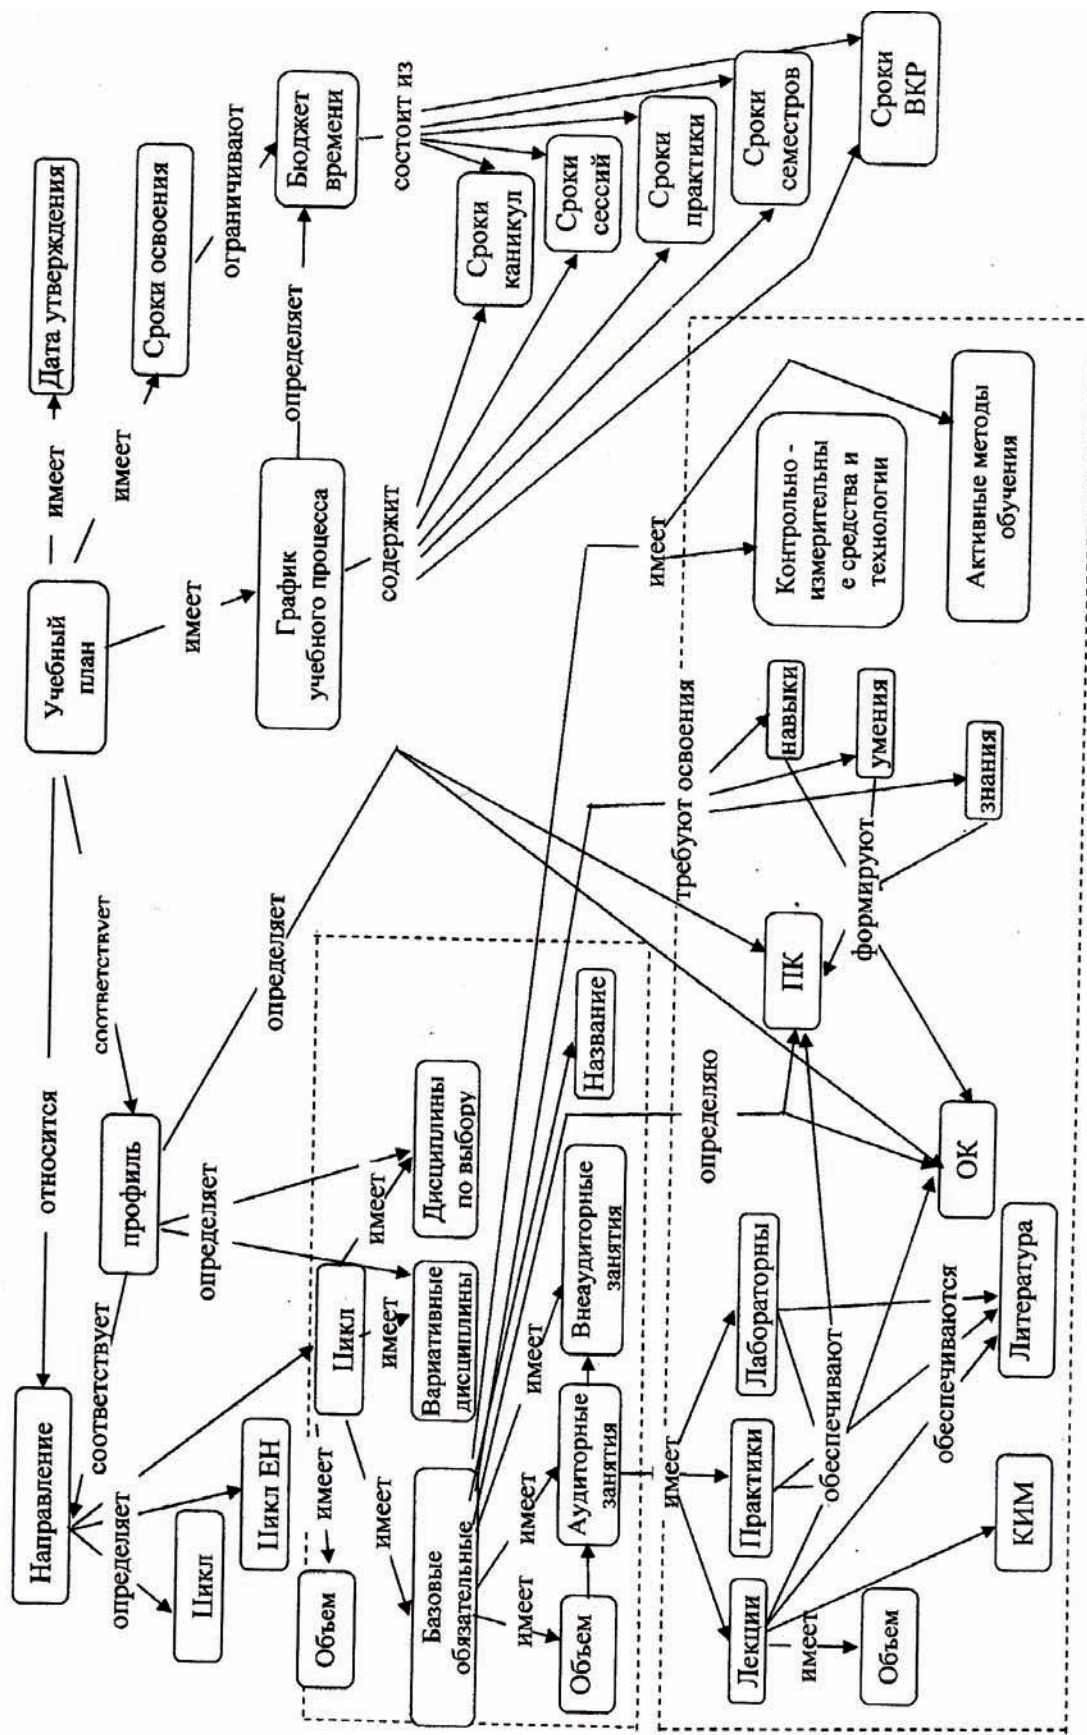 Учебный
план
имеет
Дата утверждения
имеет
Сроки освоения
ограничивают
Бюджет
времени
состоит из
имеет
График
учебного процесса
определяет
содержит
Сроки
каникул
Сроки
сессий
Сроки
практики
Сроки
семестров
Сроки
ВКР
относится
Направление
соответствует
профиль
соответствует
определяет
Цикл
Цикл ЕН
определяет
определяет
Цикл
имеет
Объем
имеет
имеет
имеет
Базовые
обязательные
Вариативные
дисциплины
Дисциплины
по выбору
имеет
имеет
имеет
Объем
Аудиторные
занятия
Внеаудиторные
занятия
Название
имеет
определяю
требуют освоения
имеет
Лекции
Практики
Лабораторны
ПК
навыки
Контрольно -
измерительны
е средства и
технологии
имеет
обеспечивают
формируют
Объем
умения
обеспечиваются
ОК
знания
Активные методы
обучения
КИМ
Литература